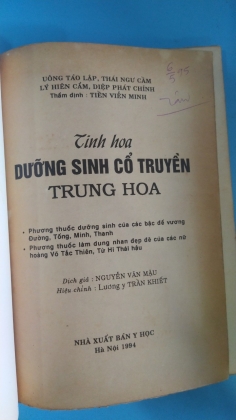 UÔNG TÁO LẬP, THÁI NGƯ CẦM
LÝ HIẾN CẦM, DIỆP PHÁT CHÍNH
Thẩm định : TIỀN VIỄN MINH
Tinh hoa
DƯỠNG SINH CỔ TRUYỀN
TRUNG HOA
• Phương thuốc dưỡng sinh của các bậc đế vương
Đường, Tống, Minh, Thanh
• Phương thuốc làm dung nhan đẹp đẽ của các nữ
hoàng Võ Tắc Thiên, Từ Hi Thái hậu
Dịch giả : NGUYỄN VĂN MẬU
Hiệu chỉnh : Lương y TRẦN KHIẾT
NHÀ XUẤT BẢN Y HỌC
Hà Nội 1994